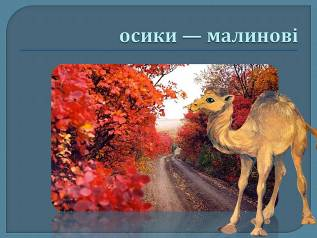 осики — малинові